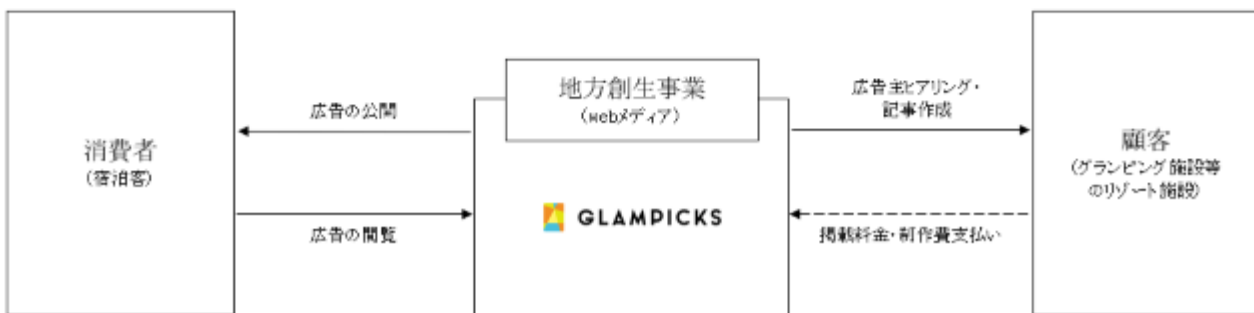 消費者
(宿泊客)
広告の公開
広告の閲覧
地方創生事業
(webメディア)
GLAMPICKS
広告主ヒアリング・
記事作成
掲載料金・制作費支払い
顧客
(グランピング施設等
のリゾート施設)